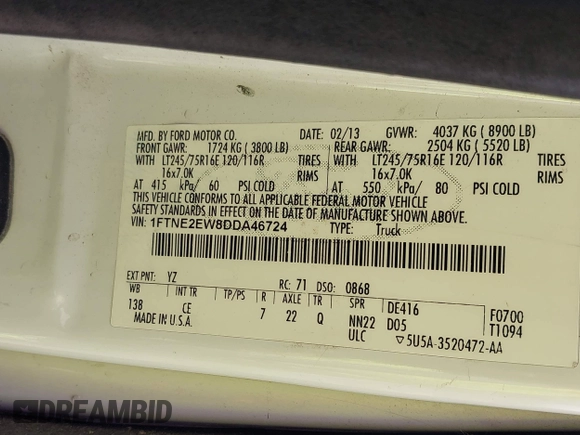 MFD. BY FORD MOTOR CO.
DATE: 02/13 GVWR: 4037 KG ( 8900 LB)
FRONT GAWR: 1724 KG ( 3800 LB) REAR GAWR: 2504 KG ( 5520 LB)
WITH LT245/75R16E 120/116R TIRES WITH LT245/75R16E 120/116R TIRES
16x7.0K RIMS 16x7.0K RIMS
AT 415 kPa/ 60 PSI COLD AT 550 kPa/ 80 PSI COLD
THIS VEHICLE CONFORMS TO ALL APPLICABLE FEDERAL MOTOR VEHICLE
SAFETY STANDARDS IN EFFECT ON THE DATE OF MANUFACTURE SHOWN ABOVE.
VIN: 1FTNE2EW8DDA46724 TYPE: Truck
EXT PNT: YZ RC: 71 DSO: 0868
WB INT TR TP/PS R AXLE TR SPR DE416 F0700
138 CE 7 22 Q NN22 D05 T1094
MADE IN U.S.A. ULC ▽5U5A-3520472-AA
DREAMBID